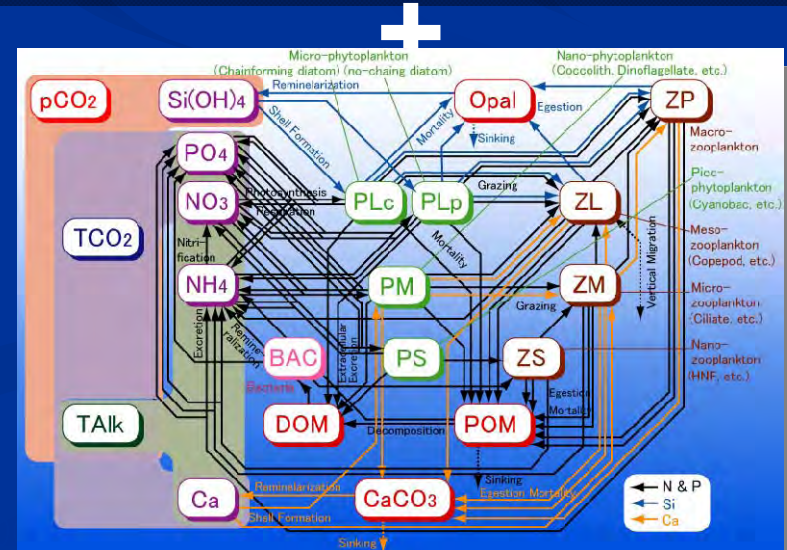 Micro-phytoplankton
(Chainforming diatom) (no-chaing diatom)
Nano-phytoplankton
(Coccolith, Dinoflagellate, etc.)
pCO2
Si(OH)4
Reminelarization
Opal
Egestion
ZP
Shell Formation
Mortality
Sinking
Macro-
zooplankton
PO4
Pico-
phytoplankton
(Cyanobac, etc.)
NO3
Photosynthesis
Respiration
PLc
PLp
Grazing
ZL
TCO2
Nitri-
fication
Mortality
Vertical Migration
Meso-
zooplankton
(Copepod, etc.)
NH4
PM
ZM
Grazing
Micro-
zooplankton
(Ciliate, etc.)
Excretion
Remine-
ralization
BAC
Bacteria
Extracellular
Excretion
PS
ZS
Nano-
zooplankton
(HNF, etc.)
Egestion
Mortality
TAlk
DOM
Decomposition
POM
Sinking
Ca
Reminelarization
Shell Formation
CaCO3
Egestion Mortality
Sinking
N & P
Si
Ca